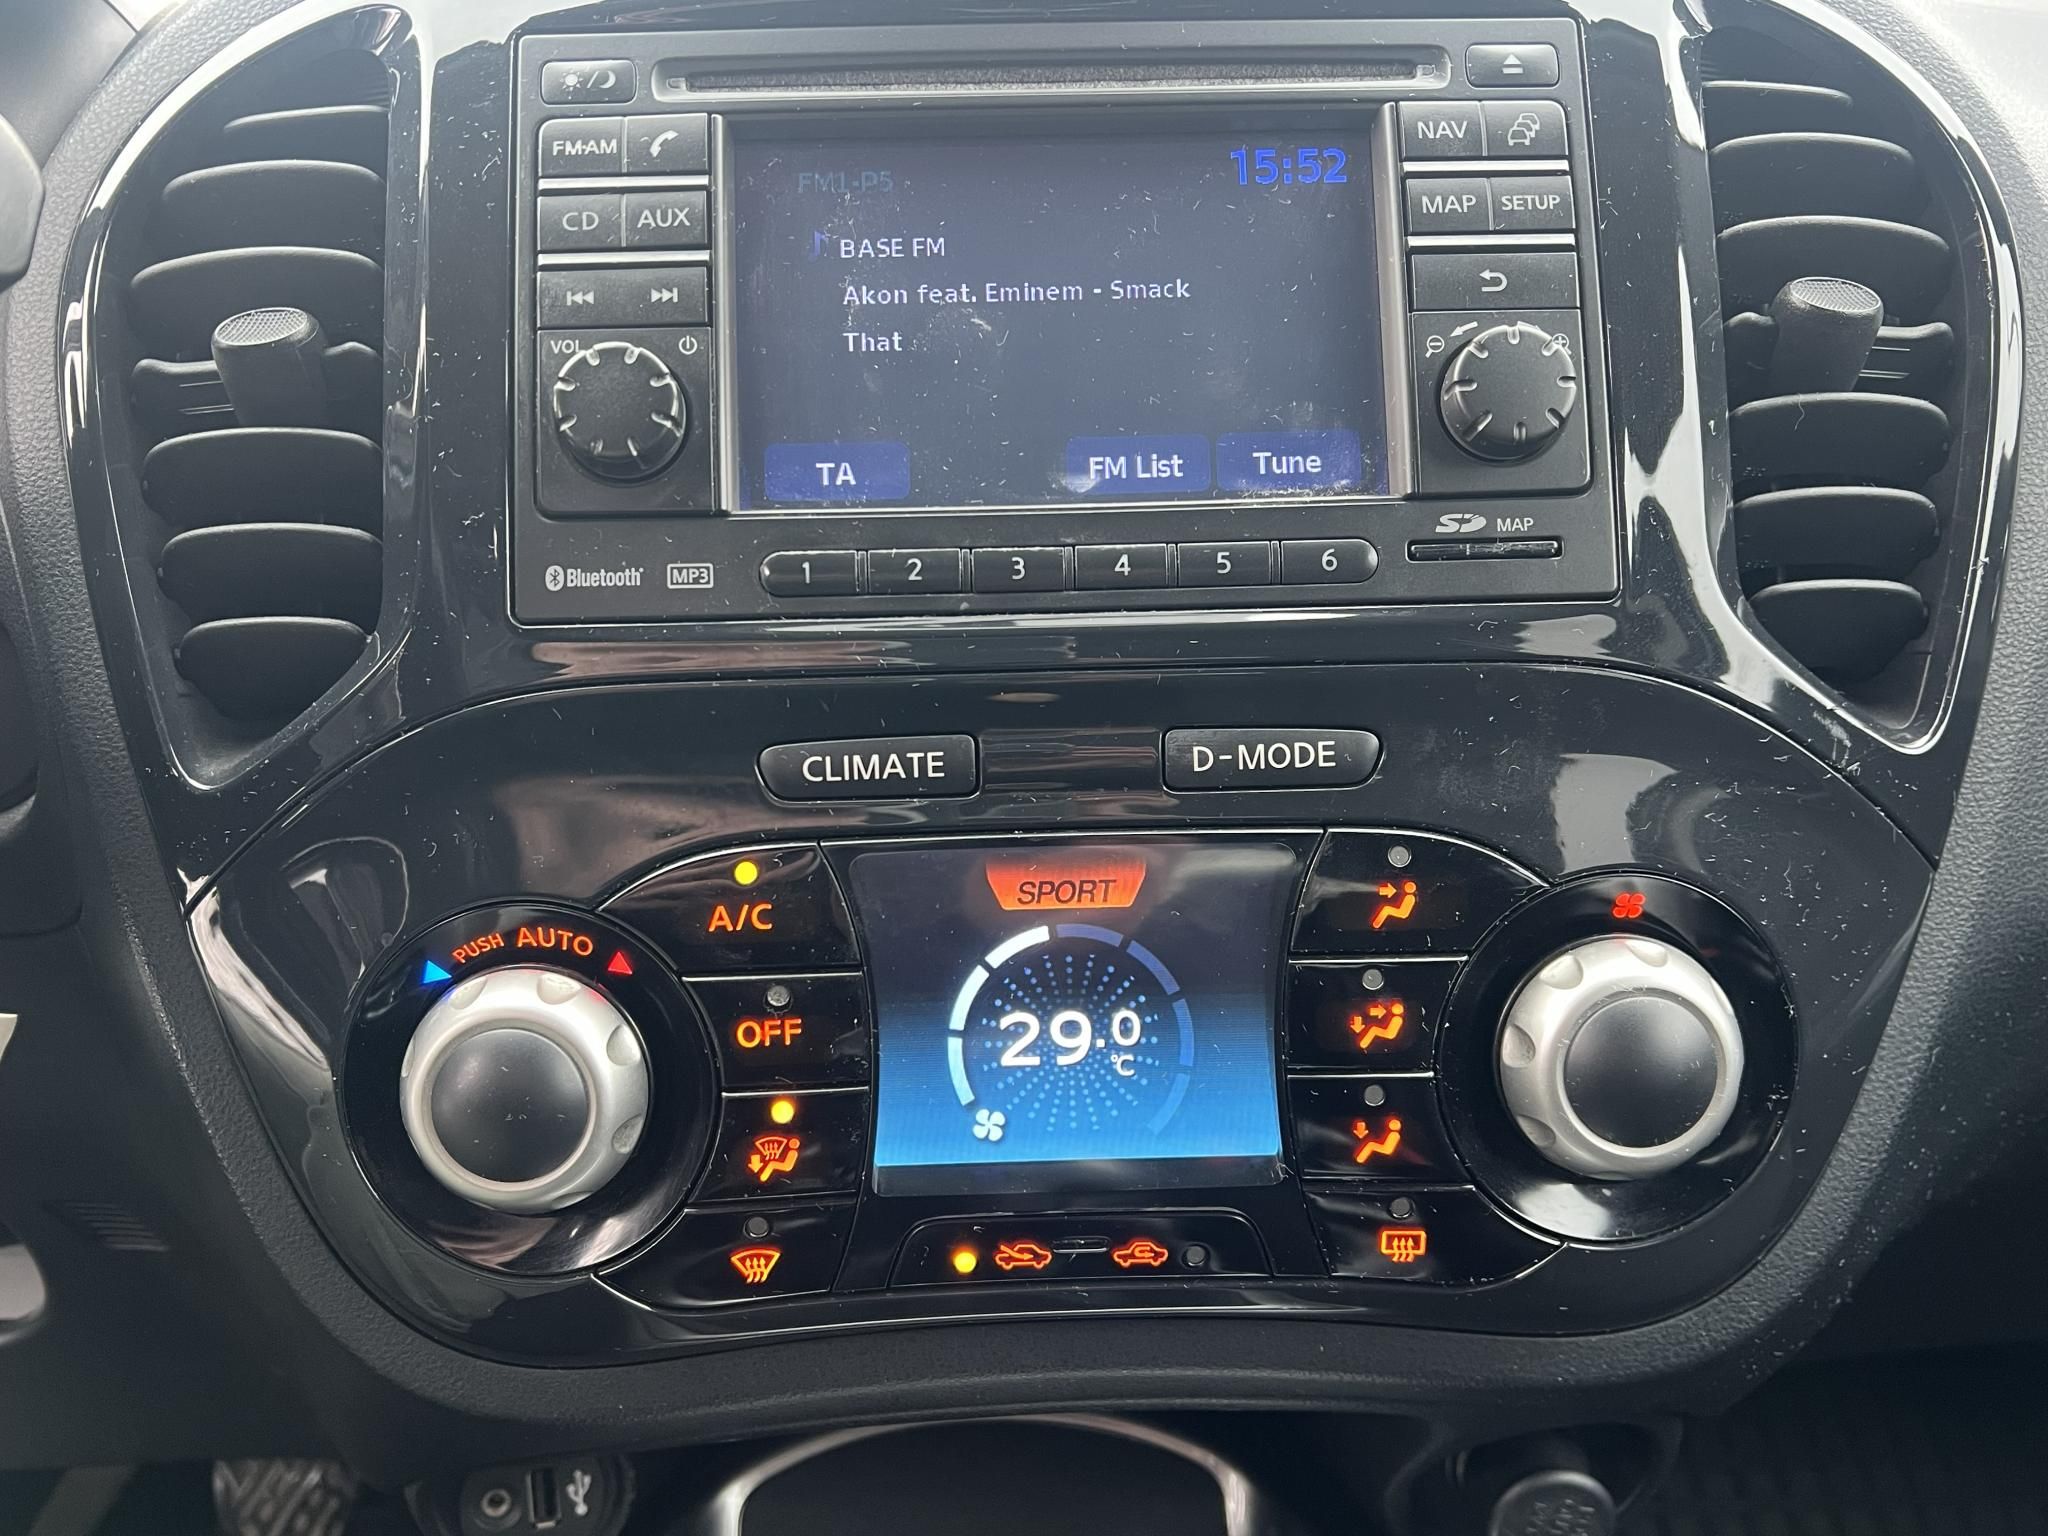 FM·AM
NAV
FM1-P5
15:52
CD
AUX
MAP
SETUP
BASE FM
Akon feat. Eminem - Smack
That
VOL
TA
FM List
Tune
SD MAP
Bluetooth
MP3
1
2
3
4
5
6
CLIMATE
D-MODE
A/C
SPORT
PUSH AUTO
OFF
29.0
°C